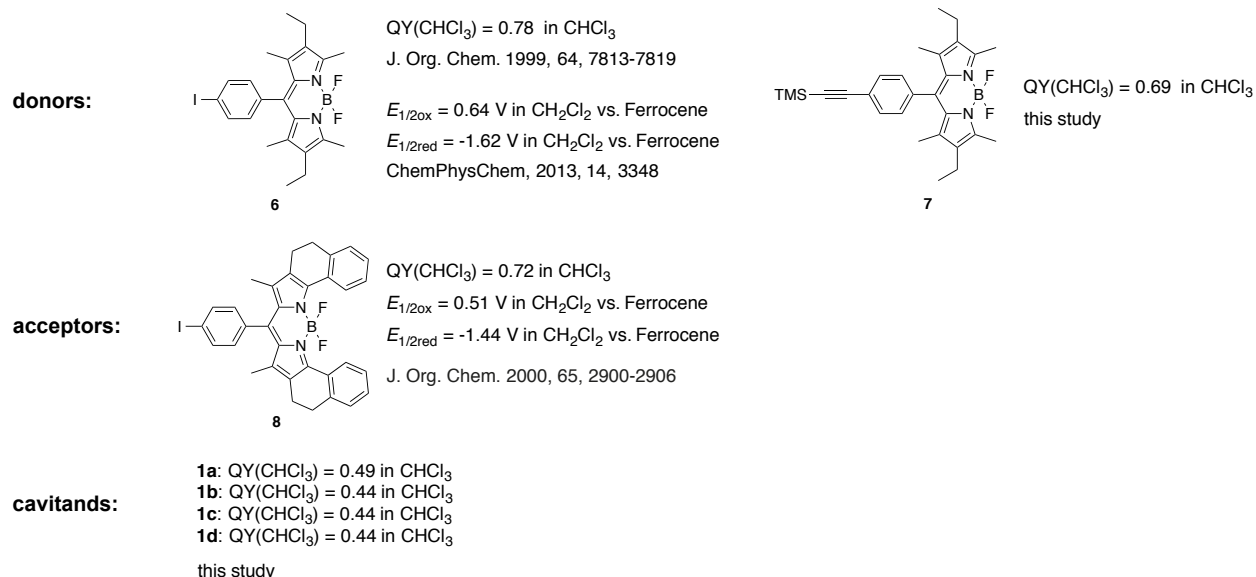 donors:
I
N
N
B
F
F
6
QY(CHCl3) = 0.78 in CHCl3
J. Org. Chem. 1999, 64, 7813-7819
E1/2ox = 0.64 V in CH2Cl2 vs. Ferrocene
E1/2red = -1.62 V in CH2Cl2 vs. Ferrocene
ChemPhysChem, 2013, 14, 3348
TMS
N
N
B
F
F
7
QY(CHCl3) = 0.69 in CHCl3
this study
acceptors:
I
N
N
B
F
F
8
QY(CHCl3) = 0.72 in CHCl3
E1/2ox = 0.51 V in CH2Cl2 vs. Ferrocene
E1/2red = -1.44 V in CH2Cl2 vs. Ferrocene
J. Org. Chem. 2000, 65, 2900-2906
cavitands:
1a: QY(CHCl3) = 0.49 in CHCl3
1b: QY(CHCl3) = 0.44 in CHCl3
1c: QY(CHCl3) = 0.44 in CHCl3
1d: QY(CHCl3) = 0.44 in CHCl3
this study